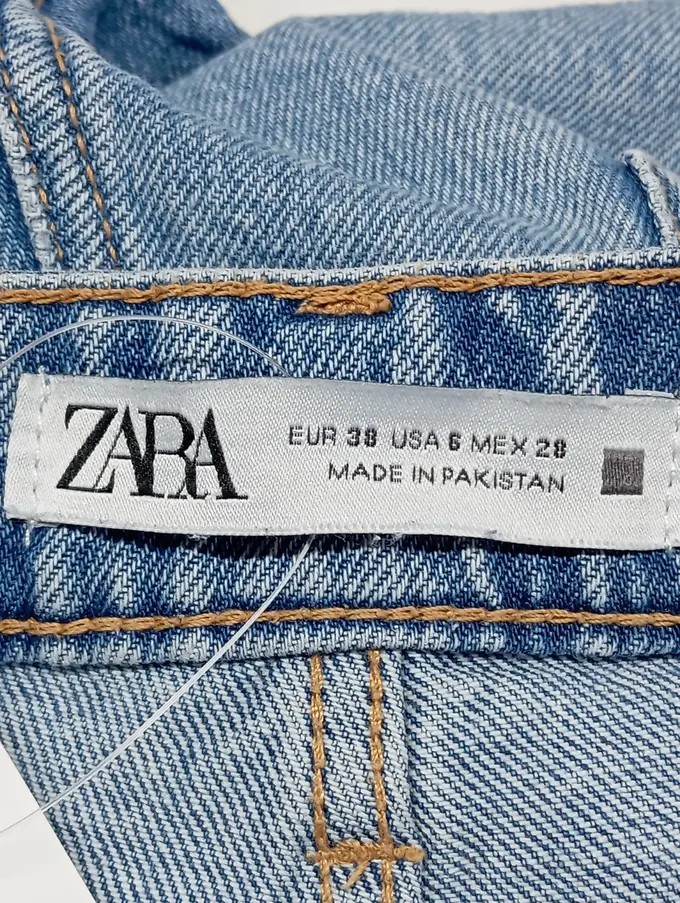 ZARA
EUR 38 USA 6 MEX 28
MADE IN PAKISTAN